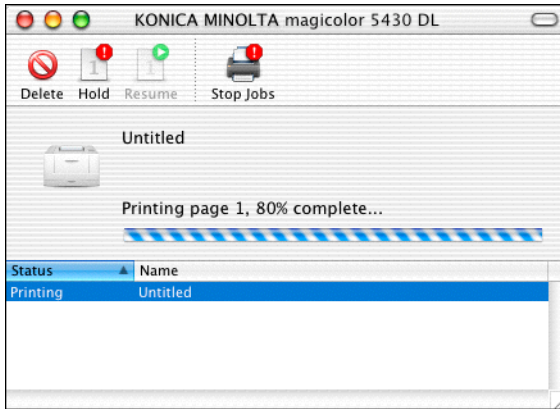 KONICA MINOLTA magicolor 5430 DL
Delete Hold Resume Stop Jobs
Untitled
Printing page 1, 80% complete...
Status Name
Printing Untitled